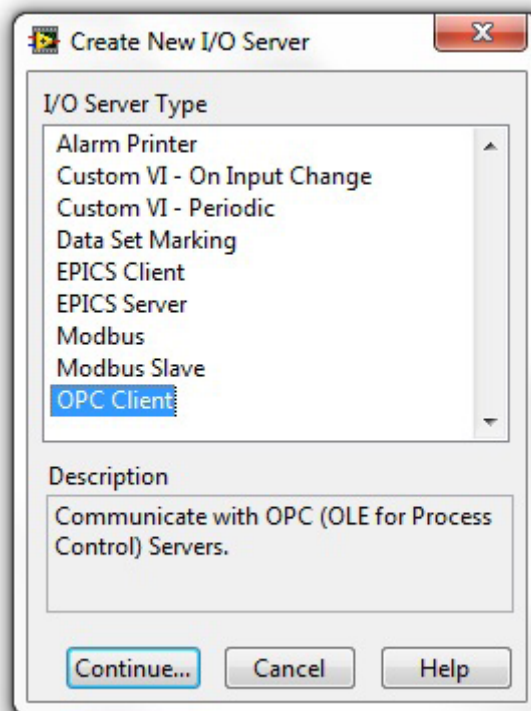 Create New I/O Server
I/O Server Type
Alarm Printer
Custom VI - On Input Change
Custom VI - Periodic
Data Set Marking
EPICS Client
EPICS Server
Modbus
Modbus Slave
OPC Client
Description
Communicate with OPC (OLE for Process
Control) Servers.
Continue... Cancel Help